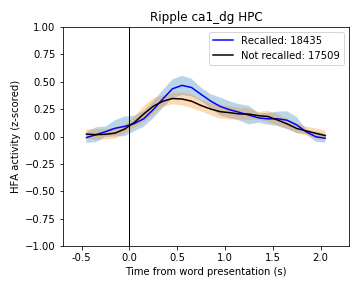 Ripple ca1_dg HPC
HFA activity (z-scored)
1.00
0.75
0.50
0.25
0.00
−0.25
−0.50
−0.75
−1.00
Recalled: 18435
Not recalled: 17509
-0.5 0.0 0.5 1.0 1.5 2.0
Time from word presentation (s)